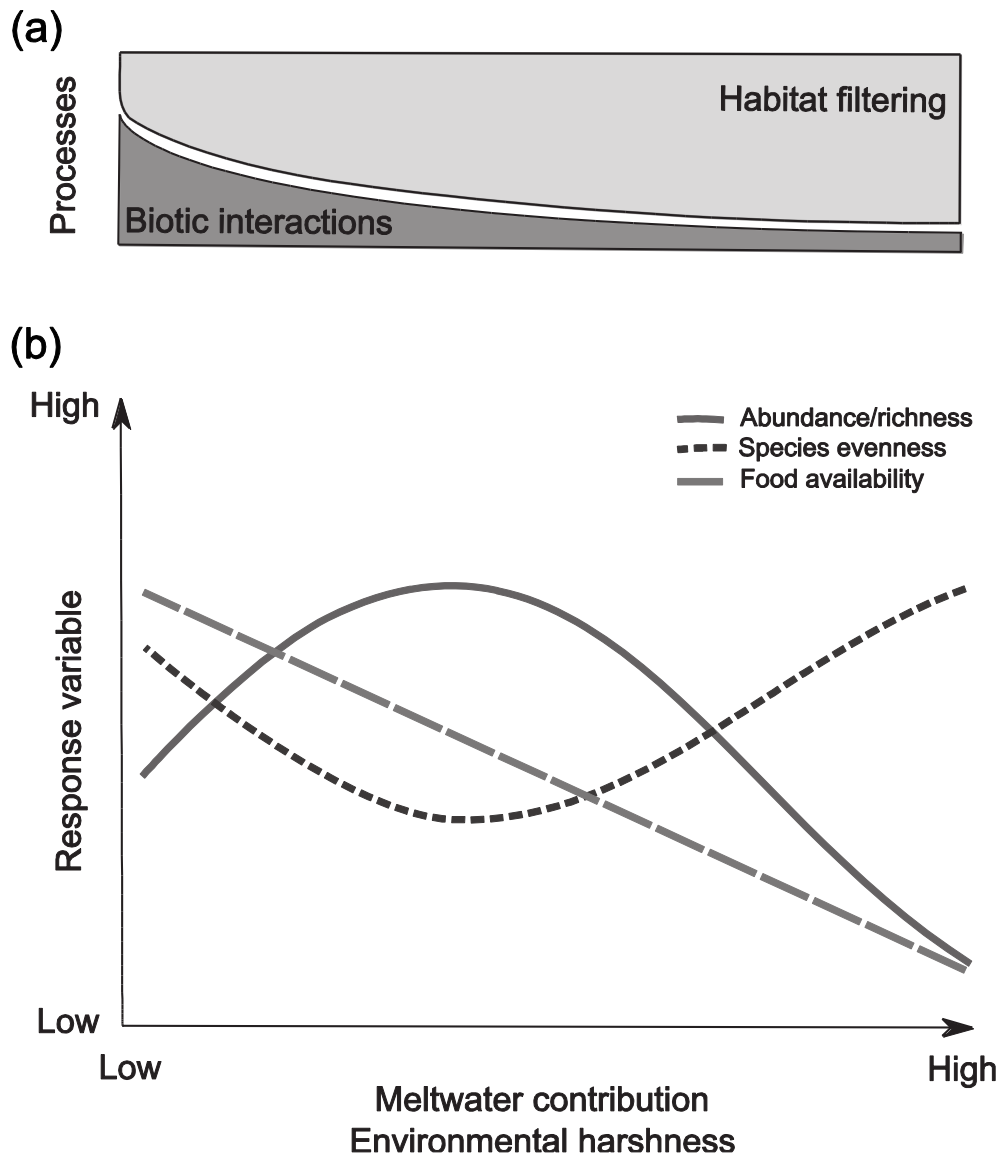 (a)
Processes
Habitat filtering
Biotic interactions
(b)
High
Abundance/richness
Species evenness
Food availability
Response variable
Low
Low
High
Meltwater contribution
Environmental harshness